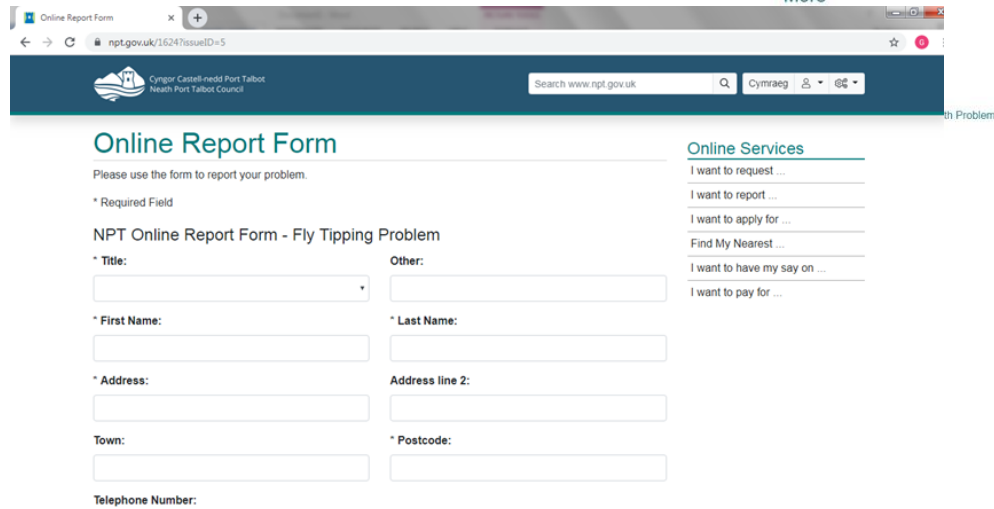 More
Online Report Form
npt.gov.uk/1624?issueID=5
G
Cyngor Castell-nedd Port Talbot
Neath Port Talbot Council
Search www.npt.gov.uk
Cymraeg
th Problem
Online Report Form
Please use the form to report your problem.
* Required Field
NPT Online Report Form - Fly Tipping Problem
* Title:
Other:
* First Name:
* Last Name:
* Address:
Address line 2:
Town:
* Postcode:
Telephone Number:
Online Services
I want to request ...
I want to report ...
I want to apply for ...
Find My Nearest ...
I want to have my say on ...
I want to pay for ...